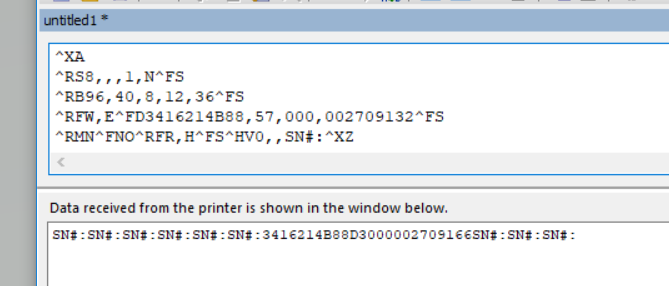 untitled1 *
^XA
^RS8,,,1,N^FS
^RB96,40,8,12,36^FS
^RFW,E^FD3416214B88,57,000,002709132^FS
^RMN^FNO^RFR,H^FS^HV0,,SN#:^XZ
Data received from the printer is shown in the window below.
SN#:SN#:SN#:SN#:SN#:SN#:3416214B88D3000002709166SN#:SN#:SN#: